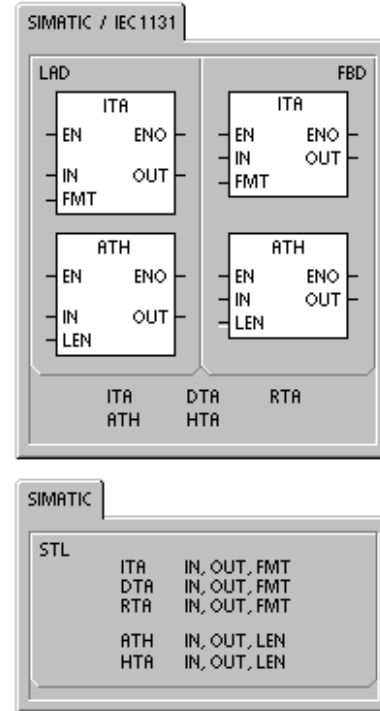 SIMATIC / IEC1131
LAD FBD
ITA ITA
EN ENO EN ENO
IN OUT IN OUT
FMT FMT
ATH ATH
EN ENO EN ENO
IN OUT IN OUT
LEN LEN
ITA DTA RTA
ATH HTA
SIMATIC
STL
ITA IN, OUT, FMT
DTA IN, OUT, FMT
RTA IN, OUT, FMT
ATH IN, OUT, LEN
HTA IN, OUT, LEN